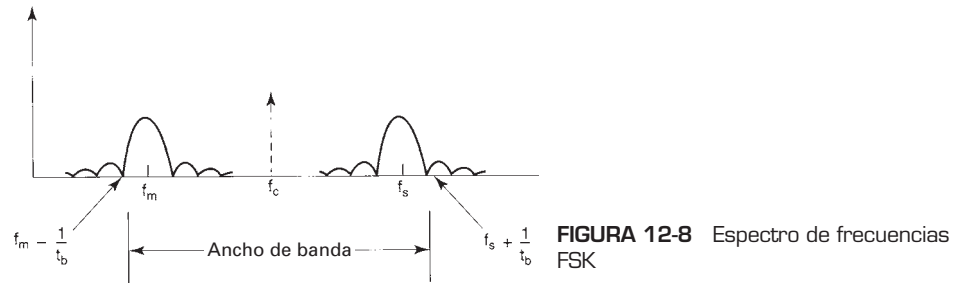 f_m
f_c
f_s
f_m − 1/t_b
Ancho de banda
f_s + 1/t_b
FIGURA 12-8 Espectro de frecuencias
FSK